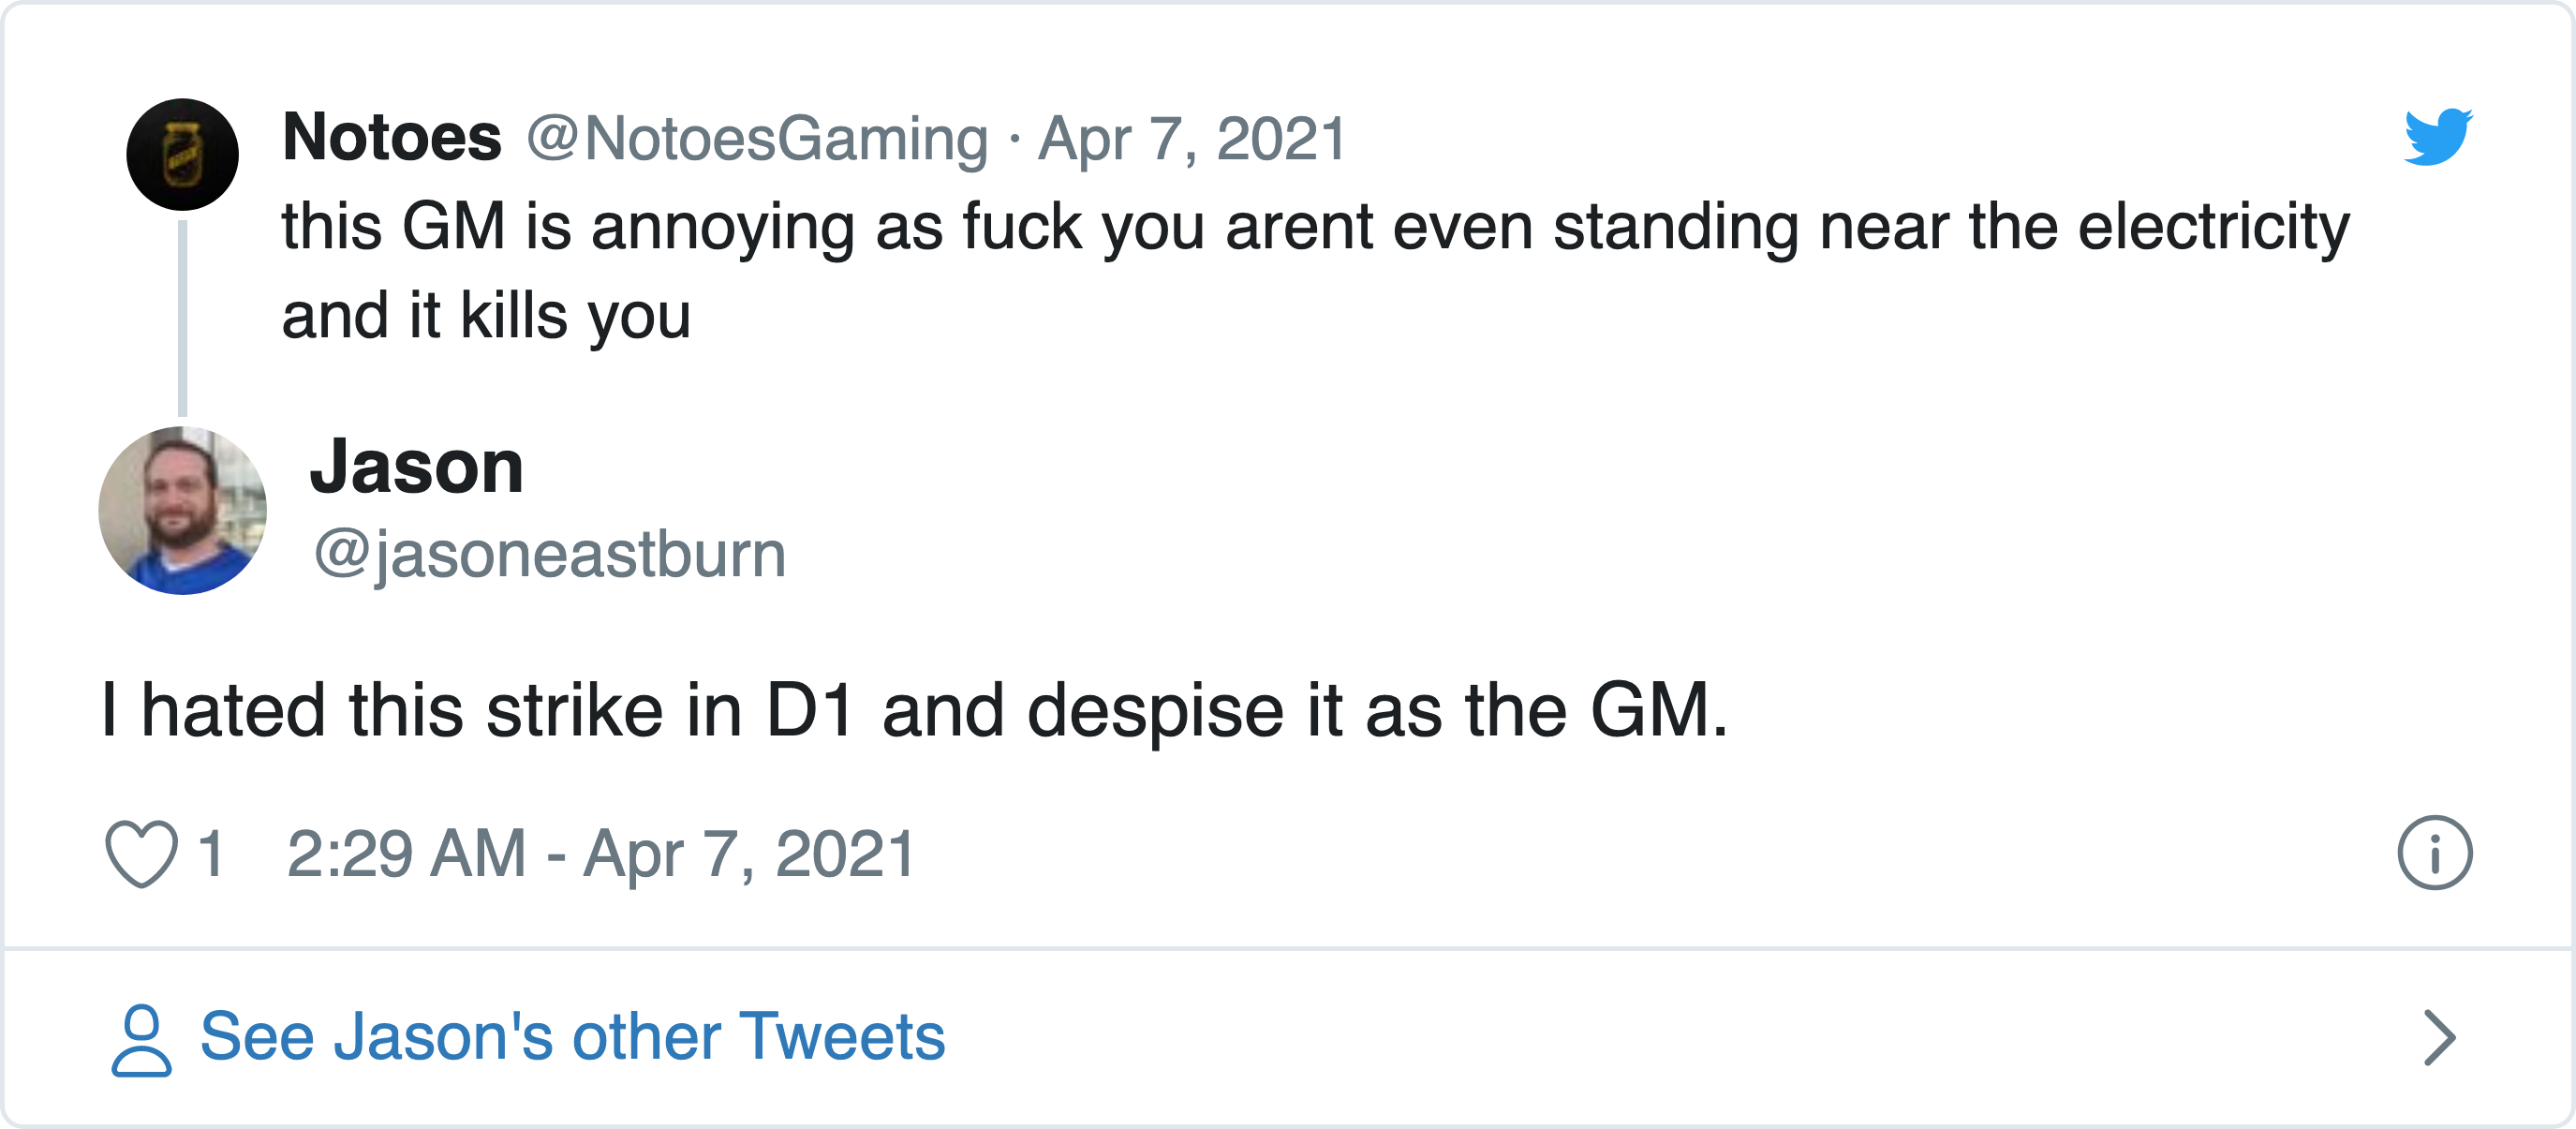 Notoes @NotoesGaming · Apr 7, 2021
this GM is annoying as fuck you arent even standing near the electricity
and it kills you
Jason
@jasoneastburn
I hated this strike in D1 and despise it as the GM.
1 2:29 AM - Apr 7, 2021
See Jason's other Tweets